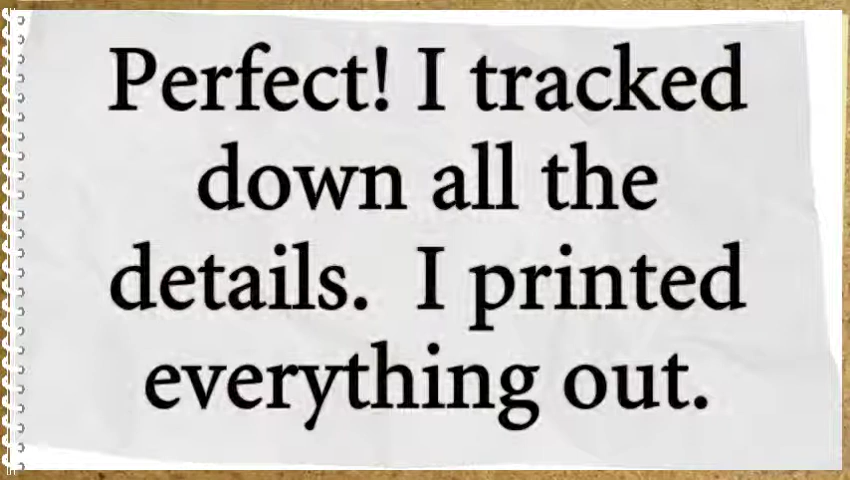 Perfect! I tracked
down all the
details.  I printed
everything out.